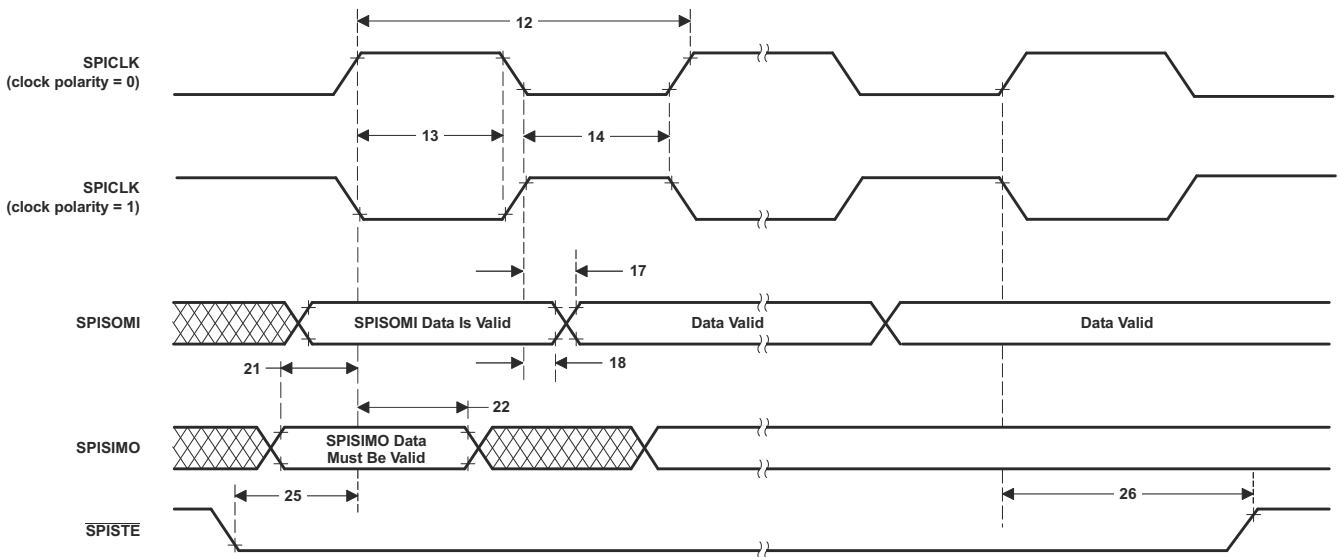 12
SPICLK
(clock polarity = 0)
13
14
SPICLK
(clock polarity = 1)
17
SPISOMI
SPISOMI Data Is Valid
Data Valid
Data Valid
18
21
22
SPISIMO
SPISIMO Data
Must Be Valid
25
26
SPISTE